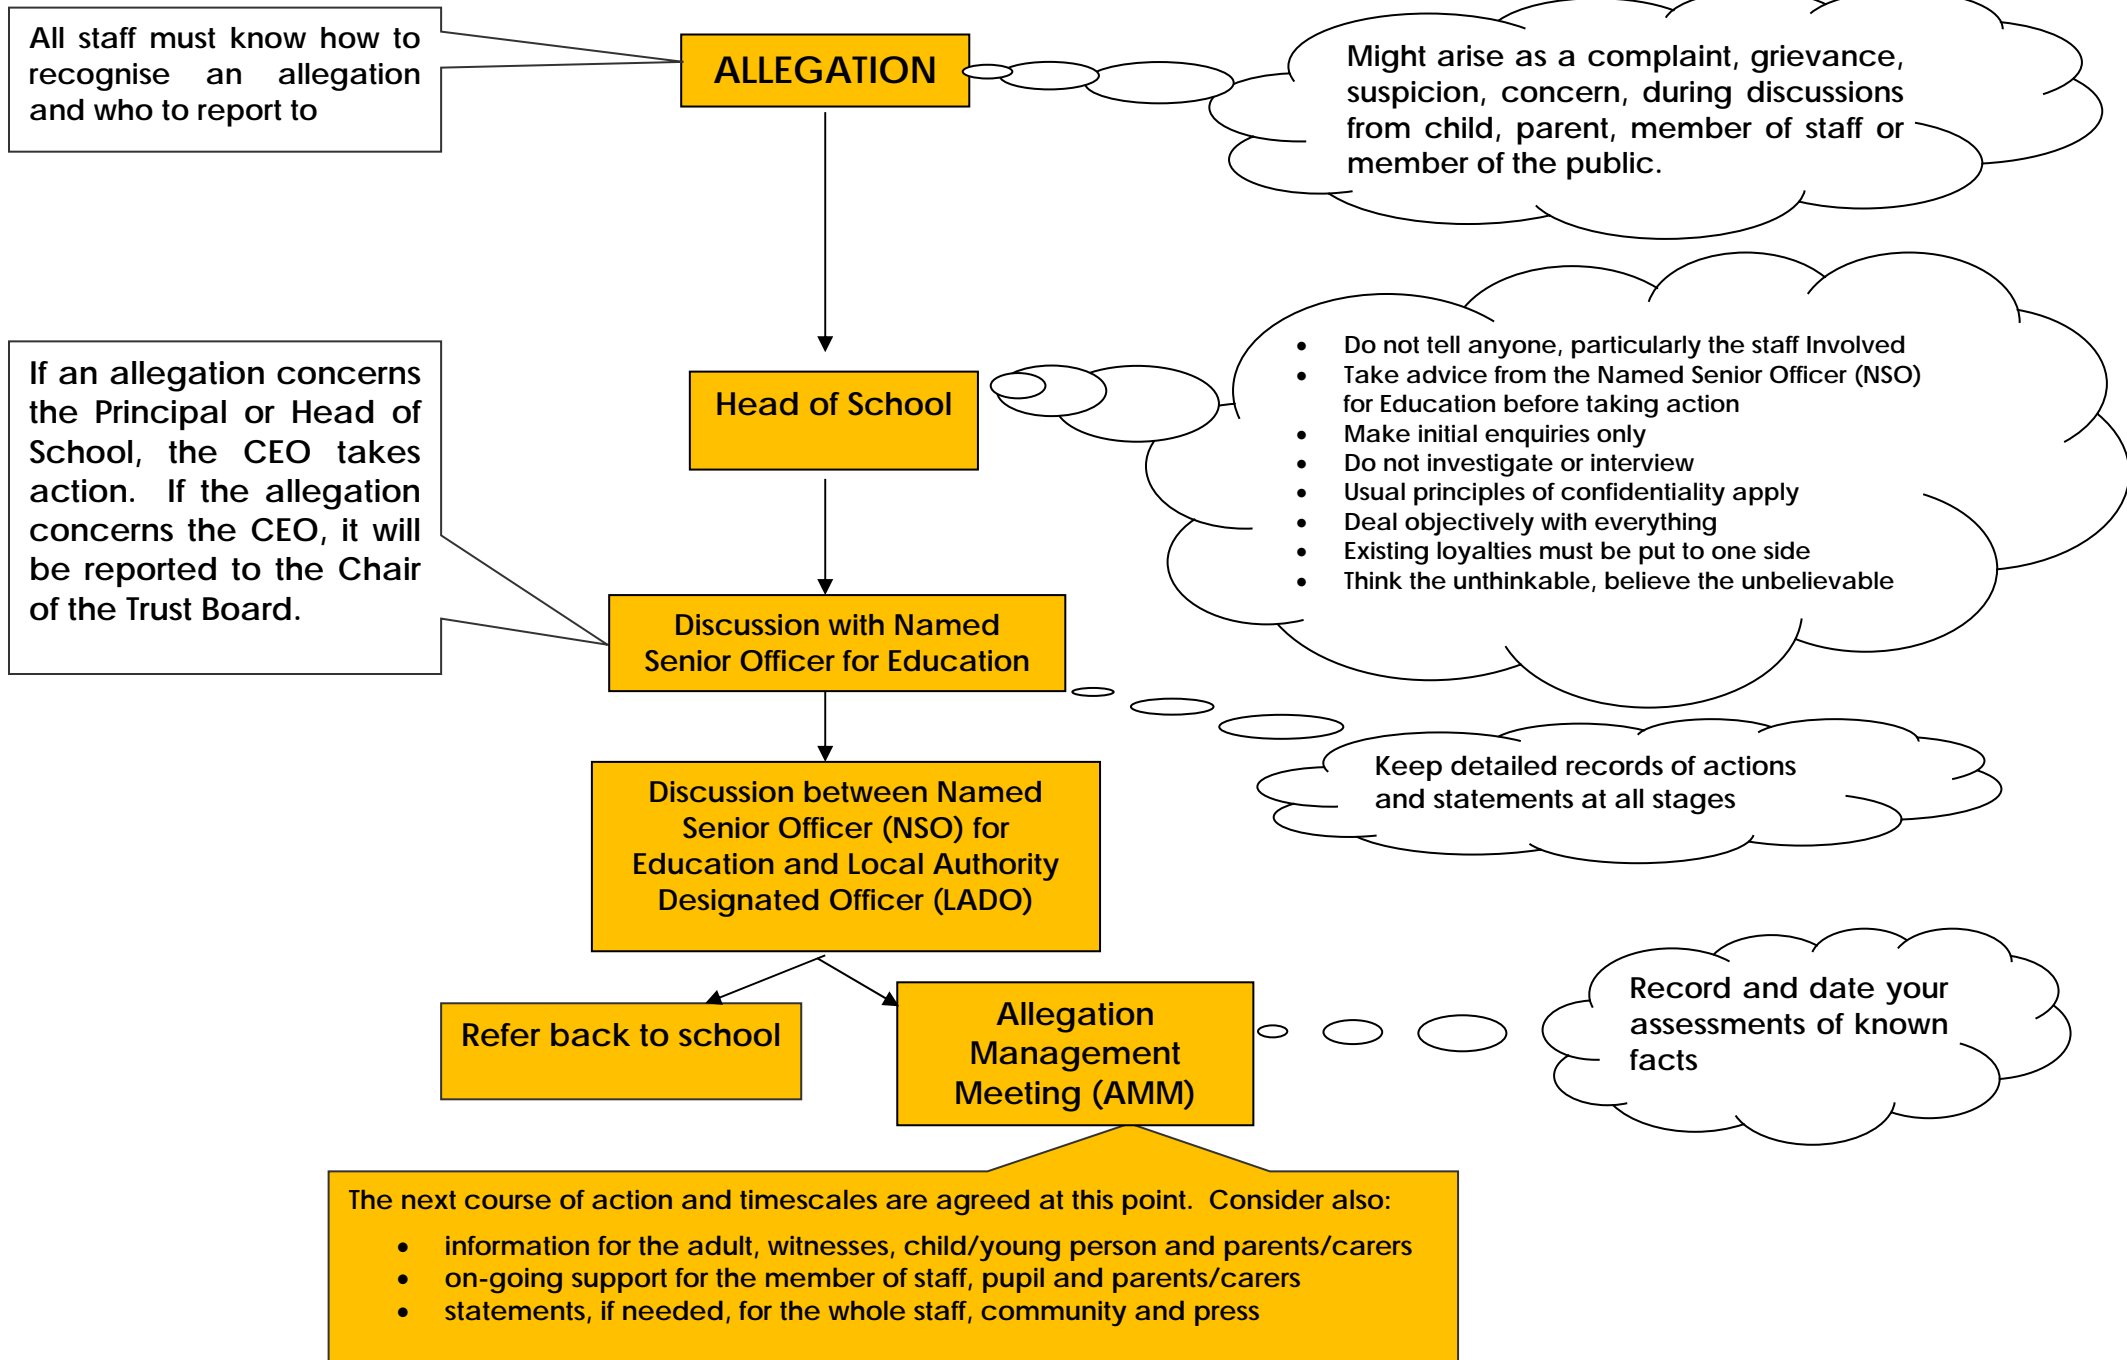 All staff must know how to
recognise an allegation
and who to report to
ALLEGATION
Might arise as a complaint, grievance,
suspicion, concern, during discussions
from child, parent, member of staff or
member of the public.
If an allegation concerns
the Principal or Head of
School, the CEO takes
action. If the allegation
concerns the CEO, it will
be reported to the Chair
of the Trust Board.
Head of School
• Do not tell anyone, particularly the staff Involved
• Take advice from the Named Senior Officer (NSO)
for Education before taking action
• Make initial enquiries only
• Do not investigate or interview
• Usual principles of confidentiality apply
• Deal objectively with everything
• Existing loyalties must be put to one side
• Think the unthinkable, believe the unbelievable
Discussion with Named
Senior Officer for Education
Keep detailed records of actions
and statements at all stages
Discussion between Named
Senior Officer (NSO) for
Education and Local Authority
Designated Officer (LADO)
Refer back to school
Allegation
Management
Meeting (AMM)
Record and date your
assessments of known
facts
The next course of action and timescales are agreed at this point. Consider also:
• information for the adult, witnesses, child/young person and parents/carers
• on-going support for the member of staff, pupil and parents/carers
• statements, if needed, for the whole staff, community and press